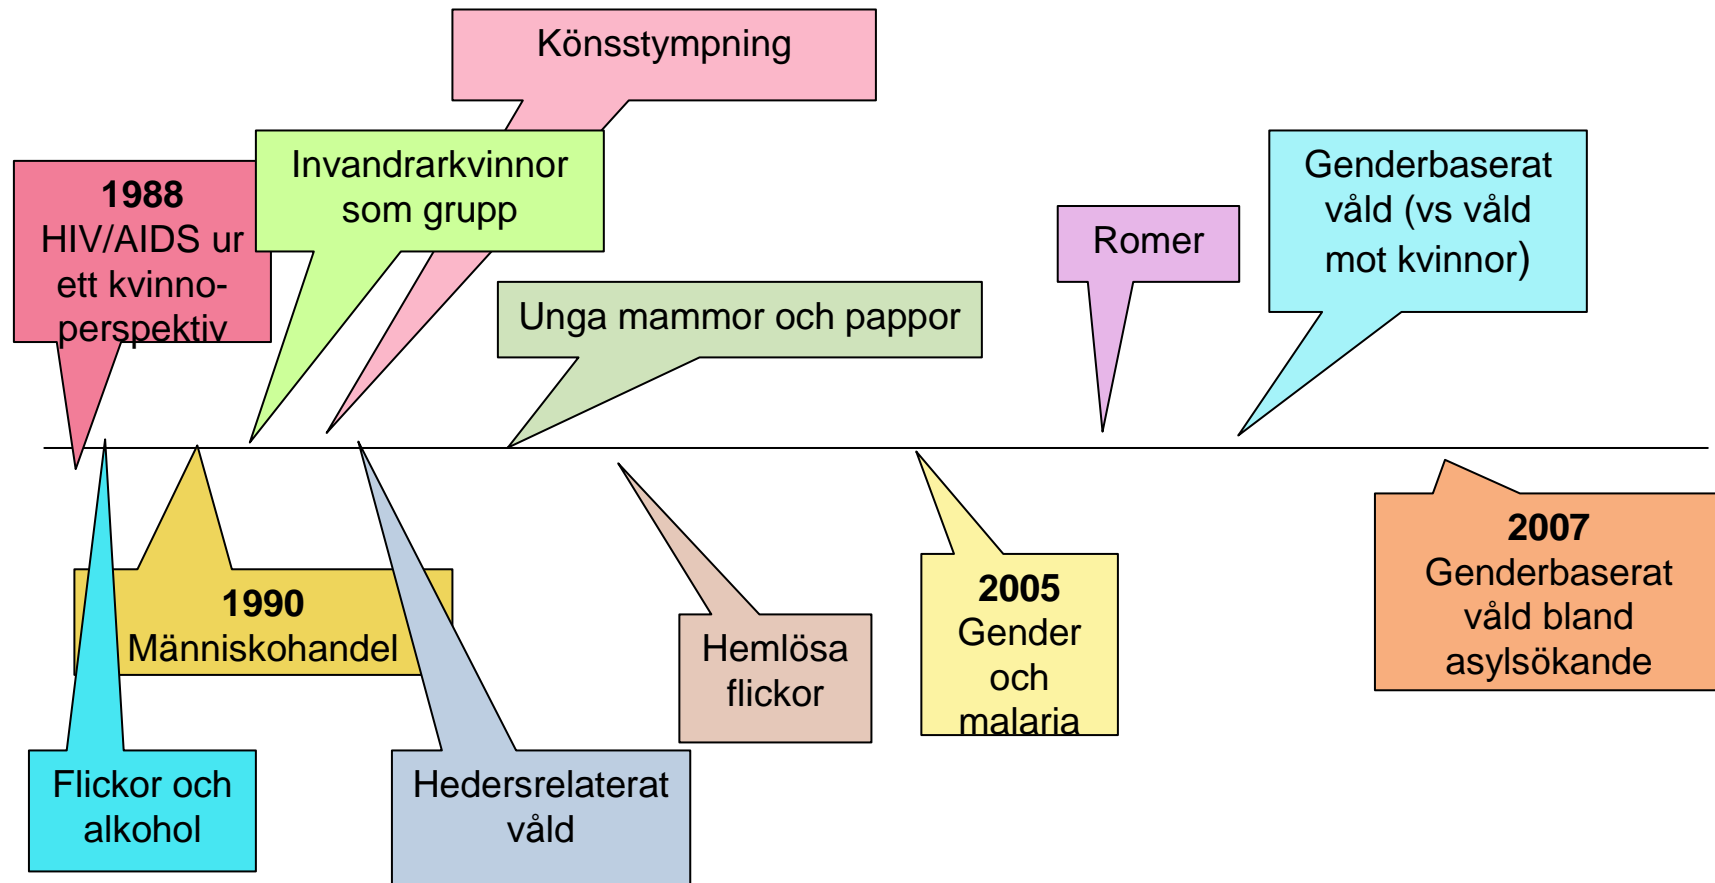 Könsstympning
1988
HIV/AIDS ur
ett kvinno-
perspektiv
Invandrarkvinnor
som grupp
Unga mammor och pappor
Romer
Genderbaserat
våld (vs våld
mot kvinnor)
Flickor och
alkohol
1990
Människohandel
Hedersrelaterat
våld
Hemlösa
flickor
2005
Gender
och
malaria
2007
Genderbaserat
våld bland
asylsökande